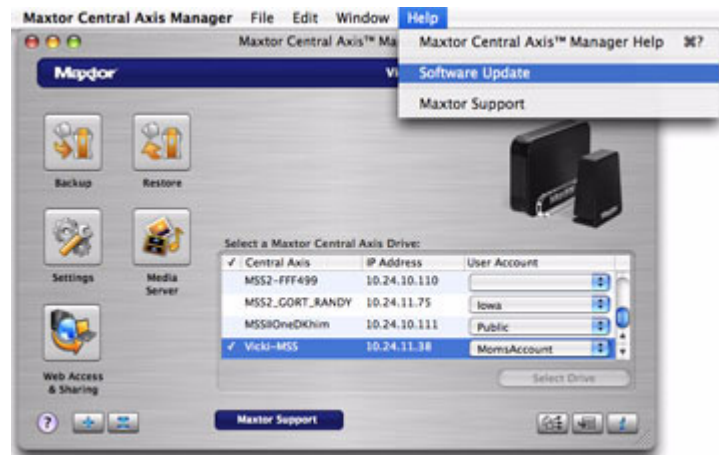 Maxtor Central Axis Manager File Edit Window Help
Maxtor Central Axis™ Ma
Maxtor Central Axis™ Manager Help ⌘?
Software Update
Maxtor Support
Maxtor
Vi
Backup
Restore
Settings
Media Server
Web Access & Sharing
Select a Maxtor Central Axis Drive:
✓ Central Axis IP Address User Account
MSS2-FFF499 10.24.10.110
MSS2_GORT_RANDY 10.24.11.75 Iowa
MSSIIOneDKhim 10.24.10.111 Public
✓ Vicki-MSS 10.24.11.38 MomsAccount
Select Drive
? Maxtor Support